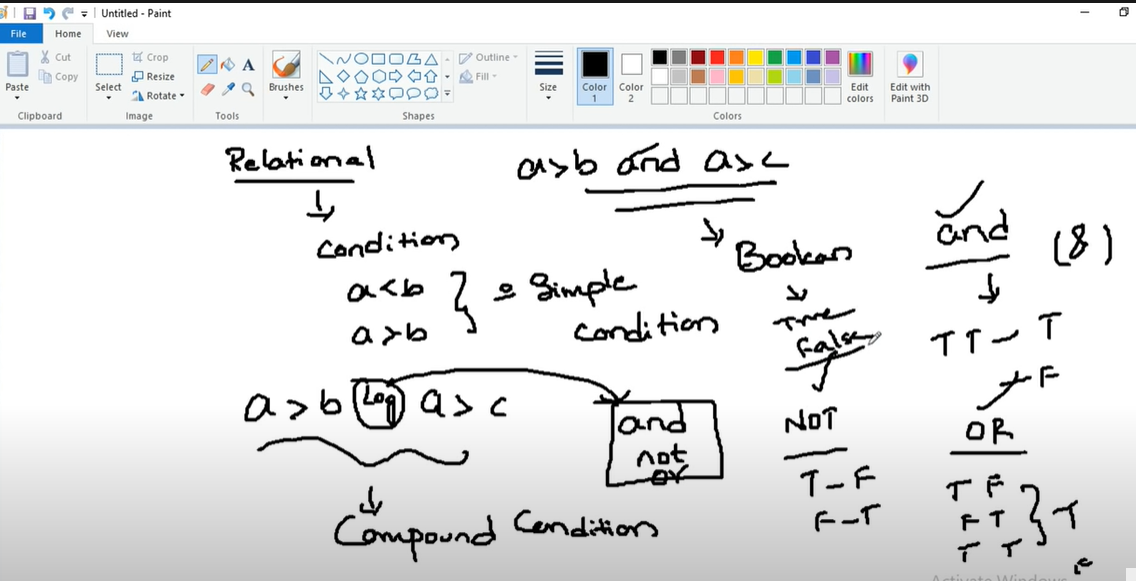 Untitled - Paint
File Home View
Paste
Cut
Copy
Clipboard
Select
Crop
Resize
Rotate
Image
A
Tools
Brushes
Outline
Fill
Shapes
Size
Color 1
Color 2
Colors
Edit colors
Edit with Paint 3D
Relational
condition
a<b
a>b
Simple
condition
a>b Log a>c
and
not
or
Compound Condition
a>b and a>c
Boolean
True
False
NOT
T - F
F - T
and (8)
T T - T
F
OR
T F
F T
T T
T
F
Activate Windows